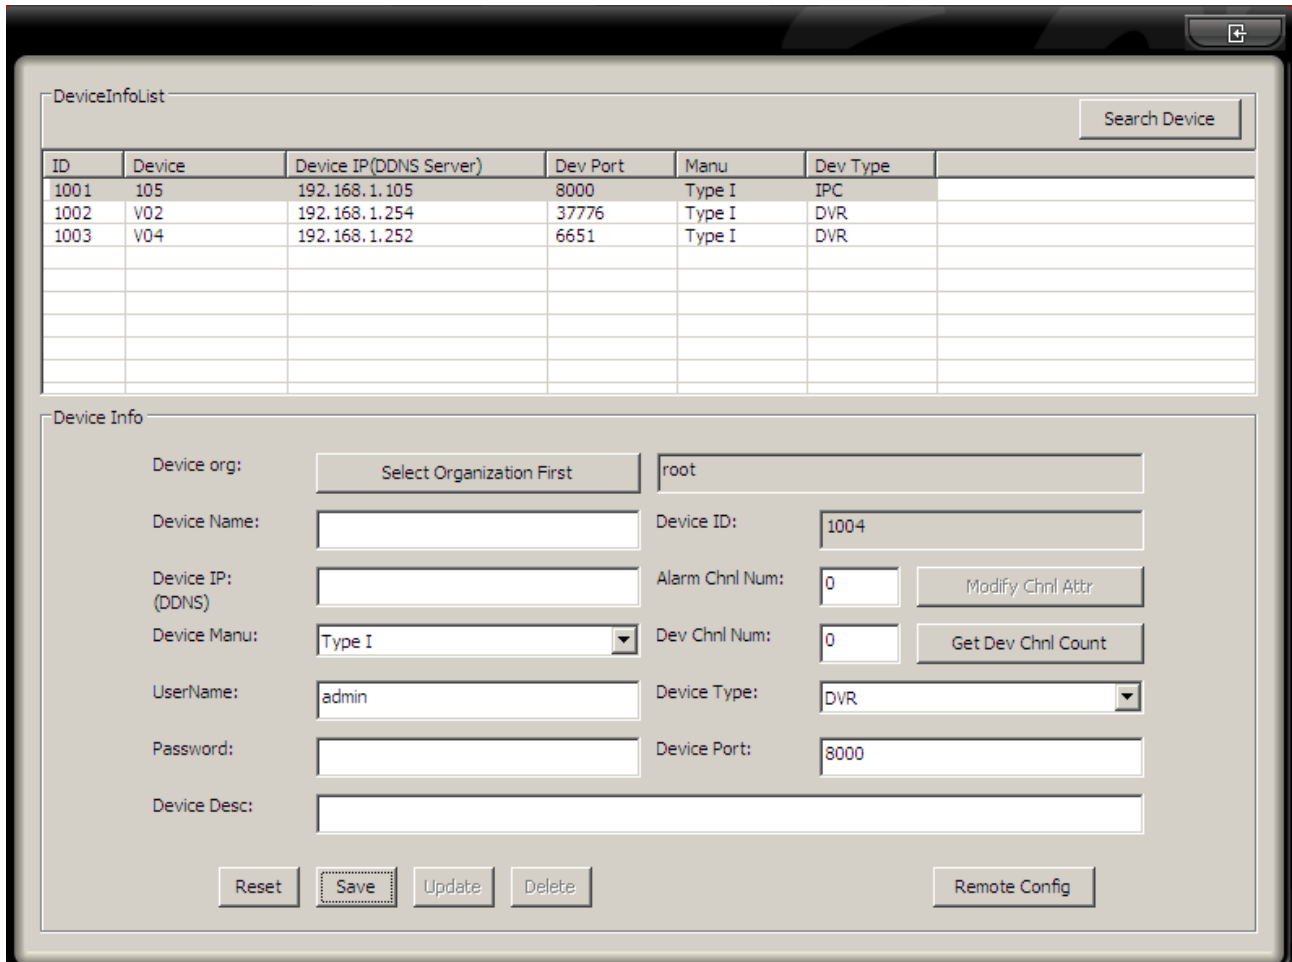 DeviceInfoList
Search Device
ID Device Device IP(DDNS Server) Dev Port Manu Dev Type
1001 105 192.168.1.105 8000 Type I IPC
1002 V02 192.168.1.254 37776 Type I DVR
1003 V04 192.168.1.252 6651 Type I DVR
Device Info
Device org: Select Organization First root
Device Name: Device ID: 1004
Device IP: Alarm Chnl Num: 0 Modify Chnl Attr
(DDNS)
Device Manu: Type I Dev Chnl Num: 0 Get Dev Chnl Count
UserName: admin Device Type: DVR
Password: Device Port: 8000
Device Desc:
Reset Save Update Delete Remote Config